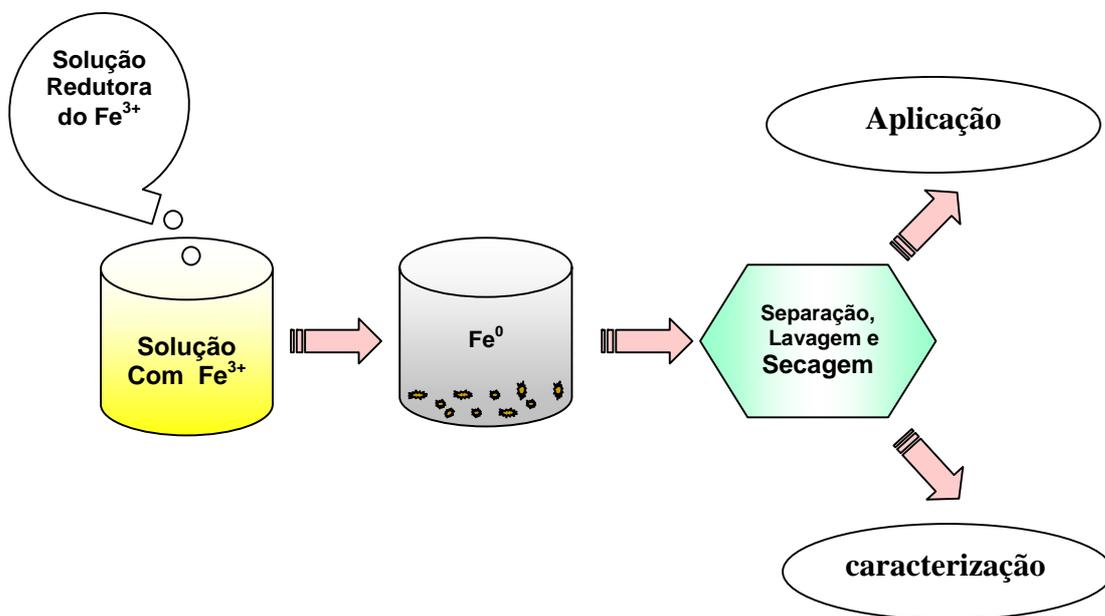 Solução
Redutora
do Fe³⁺
Aplicação
Solução
Com Fe³⁺
Fe⁰
Separação,
Lavagem e
Secagem
caracterização